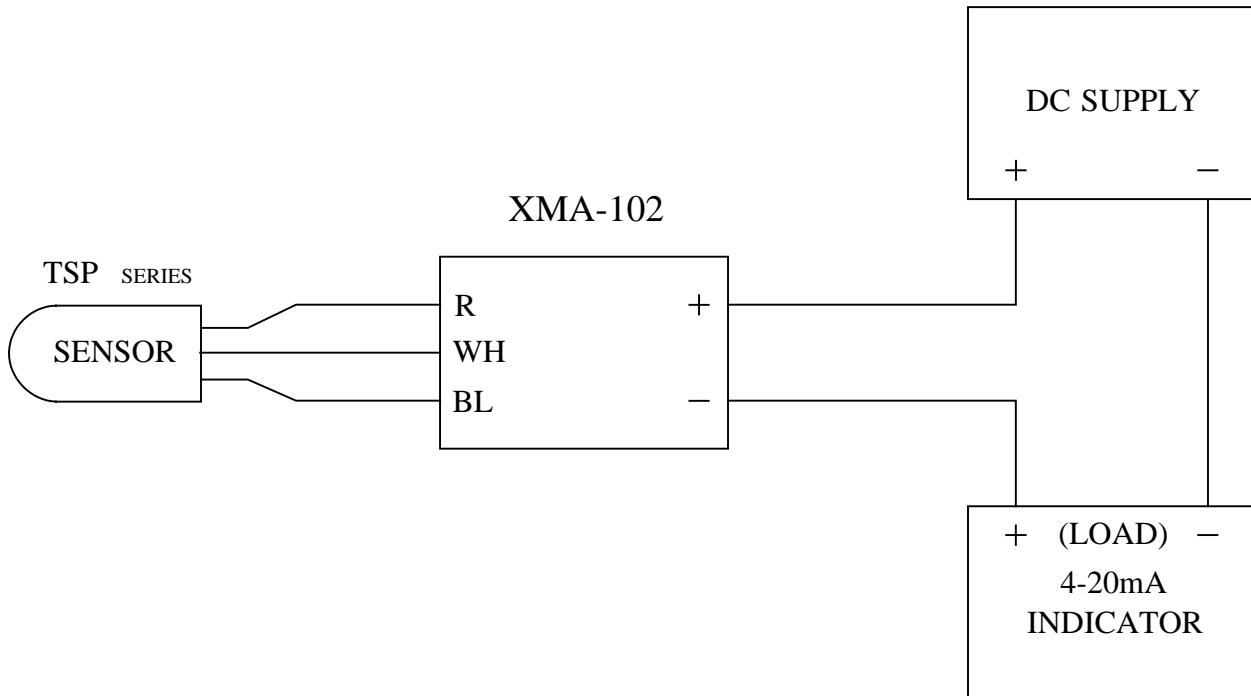 DC SUPPLY
+ −
XMA-102
TSP SERIES
SENSOR
R +
WH
BL −
+ (LOAD) −
4-20mA
INDICATOR